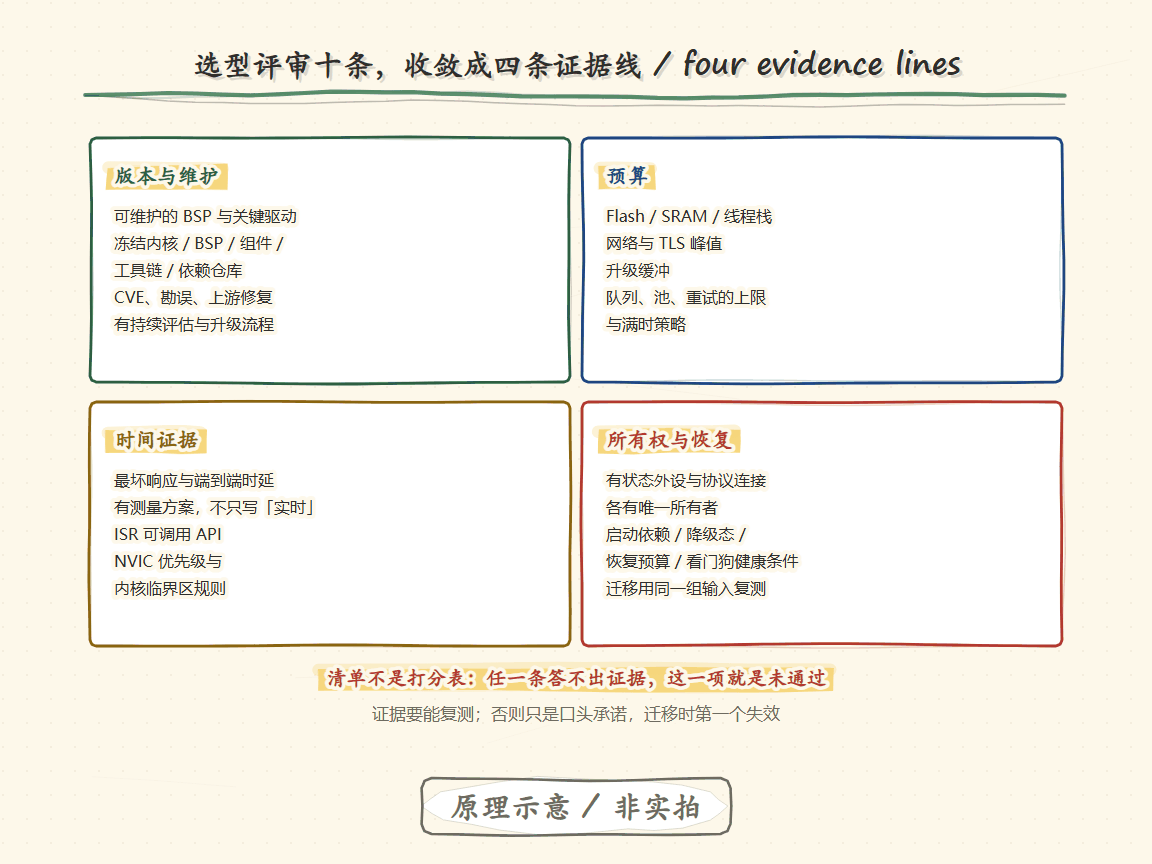 选型评审十条，收敛成四条证据线 / four evidence lines
版本与维护
可维护的 BSP 与关键驱动
冻结内核 / BSP / 组件 /
工具链 / 依赖仓库
CVE、勘误、上游修复
有持续评估与升级流程
预算
Flash / SRAM / 线程栈
网络与 TLS 峰值
升级缓冲
队列、池、重试的上限
与满时策略
时间证据
最坏响应与端到端时延
有测量方案，不只写「实时」
ISR 可调用 API
NVIC 优先级与
内核临界区规则
所有权与恢复
有状态外设与协议连接
各有唯一所有者
启动依赖 / 降级态 /
恢复预算 / 看门狗健康条件
迁移用同一组输入复测
清单不是打分表：任一条答不出证据，这一项就是未通过
证据要能复测；否则只是口头承诺，迁移时第一个失效
原理示意 / 非实拍